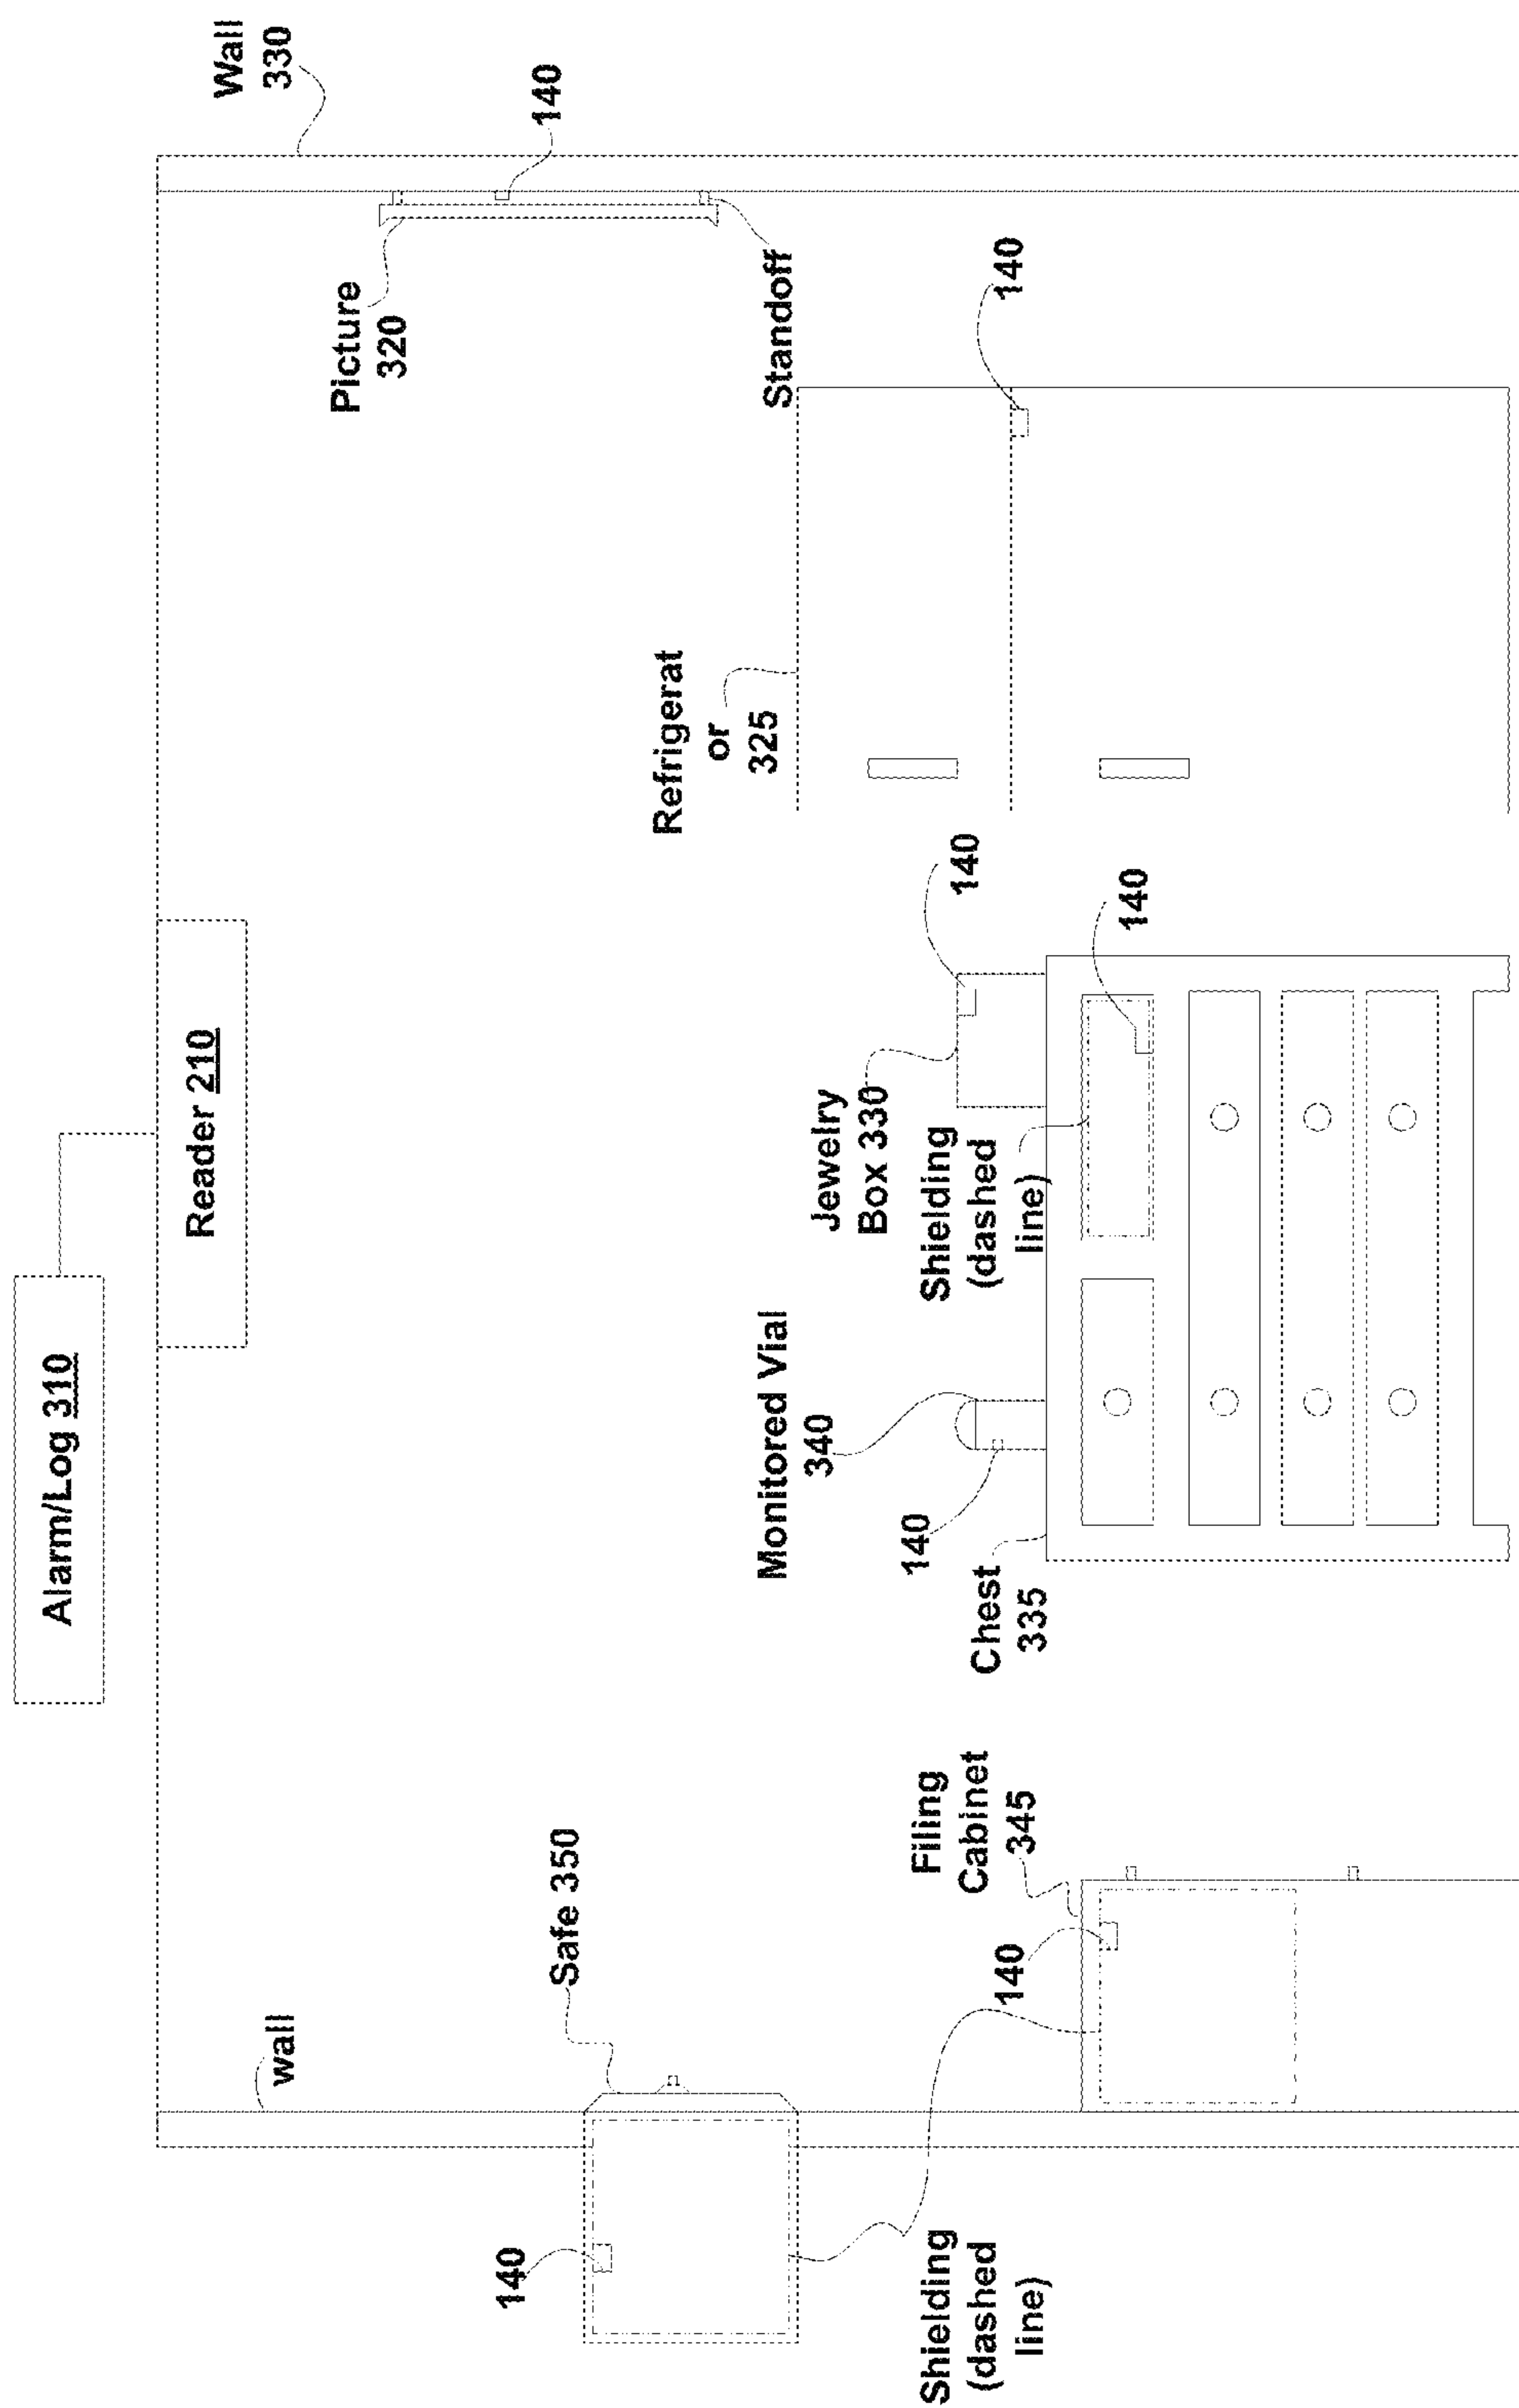 Alarm/Log 310
Reader 210
Wall
330
wall
Picture
320
140
140
Safe 350
Refrigerat
or
325
Standoff
Monitored Vial
340
Jewelry
Box 330
140
Filing
Cabinet
345
Shielding
(dashed
line)
Shielding
(dashed
line)
140
Chest
335
140
140
140